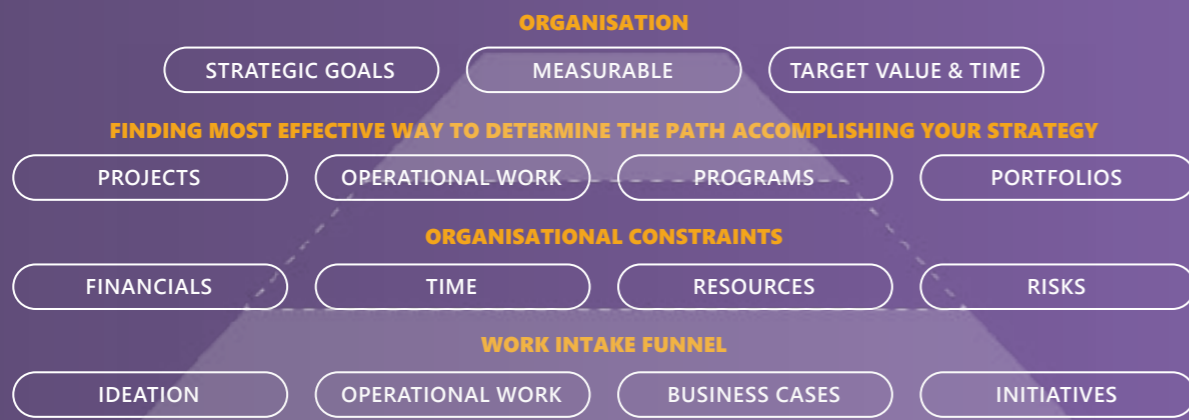 ORGANISATION
STRATEGIC GOALS MEASURABLE TARGET VALUE & TIME
FINDING MOST EFFECTIVE WAY TO DETERMINE THE PATH ACCOMPLISHING YOUR STRATEGY
PROJECTS OPERATIONAL WORK PROGRAMS PORTFOLIOS
ORGANISATIONAL CONSTRAINTS
FINANCIALS TIME RESOURCES RISKS
WORK INTAKE FUNNEL
IDEATION OPERATIONAL WORK BUSINESS CASES INITIATIVES